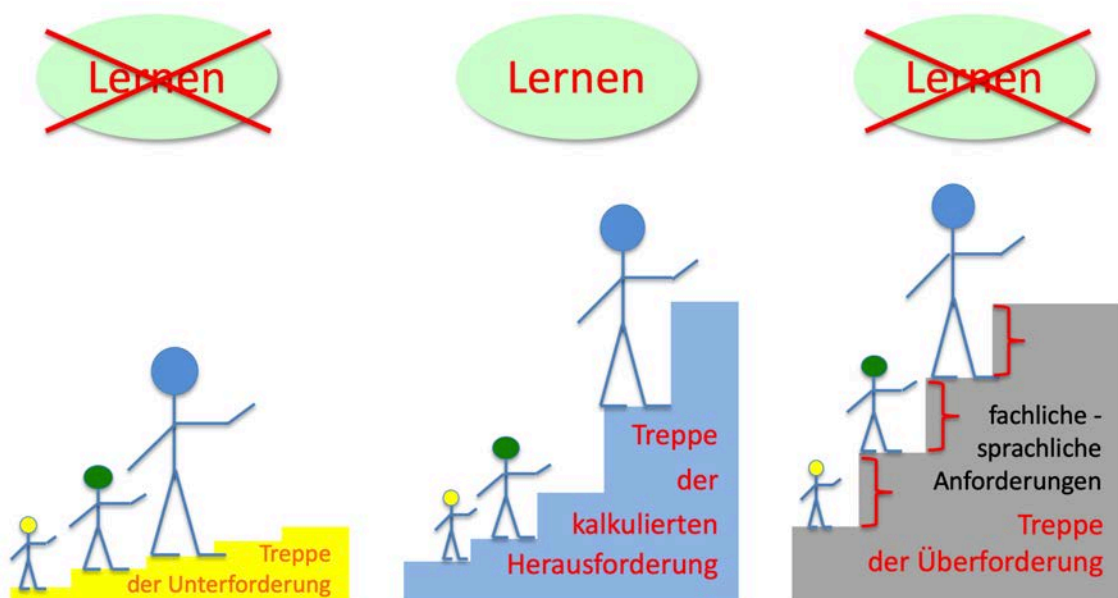 Lernen
Lernen
Lernen
Treppe
der Unterforderung
Treppe
der
kalkulierten
Herausforderung
fachliche -
sprachliche
Anforderungen
Treppe
der Überforderung